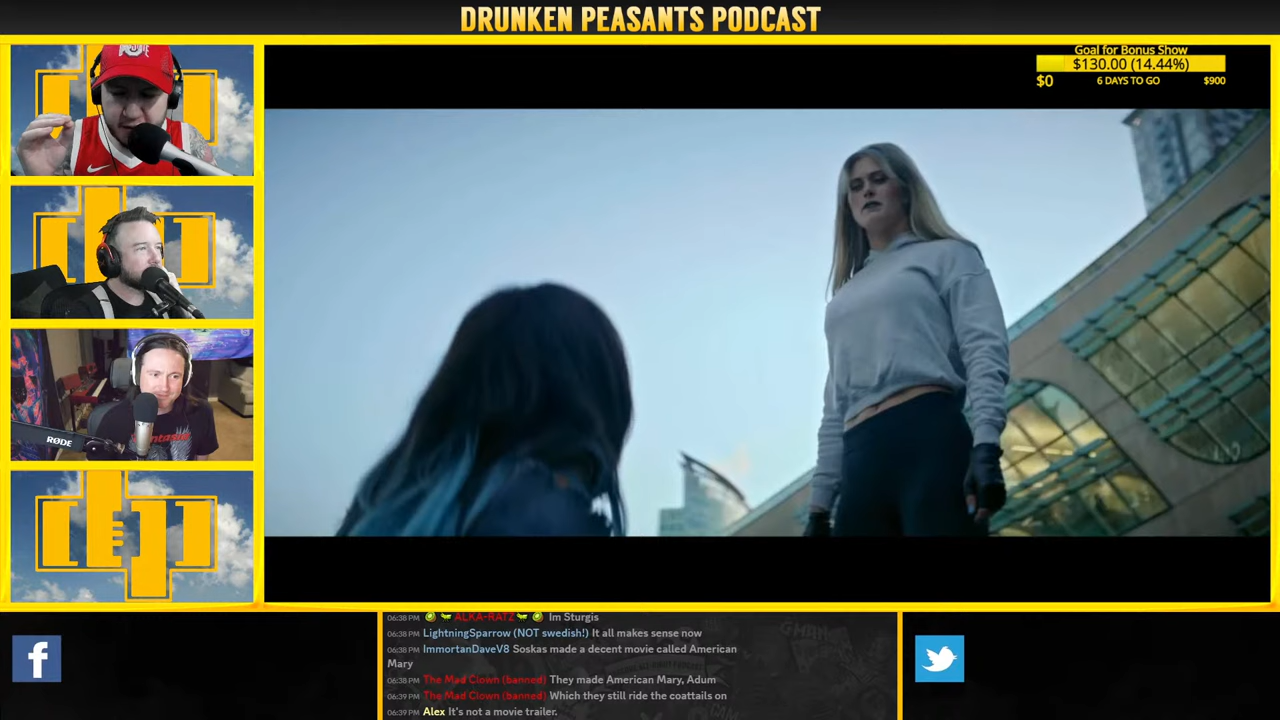 DRUNKEN PEASANTS PODCAST
Goal for Bonus Show
$130.00 (14.44%)
$0 6 DAYS TO GO $900
RØDE
06:38 PM ALKA-RATZ Im Sturgis
06:38 PM LightningSparrow (NOT swedish!) It all makes sense now
06:38 PM ImmortanDaveV8 Soskas made a decent movie called American
Mary
06:38 PM The Mad Clown (banned) They made American Mary, Adum
06:39 PM The Mad Clown (banned) Which they still ride the coattails on
06:39 PM Alex It's not a movie trailer.